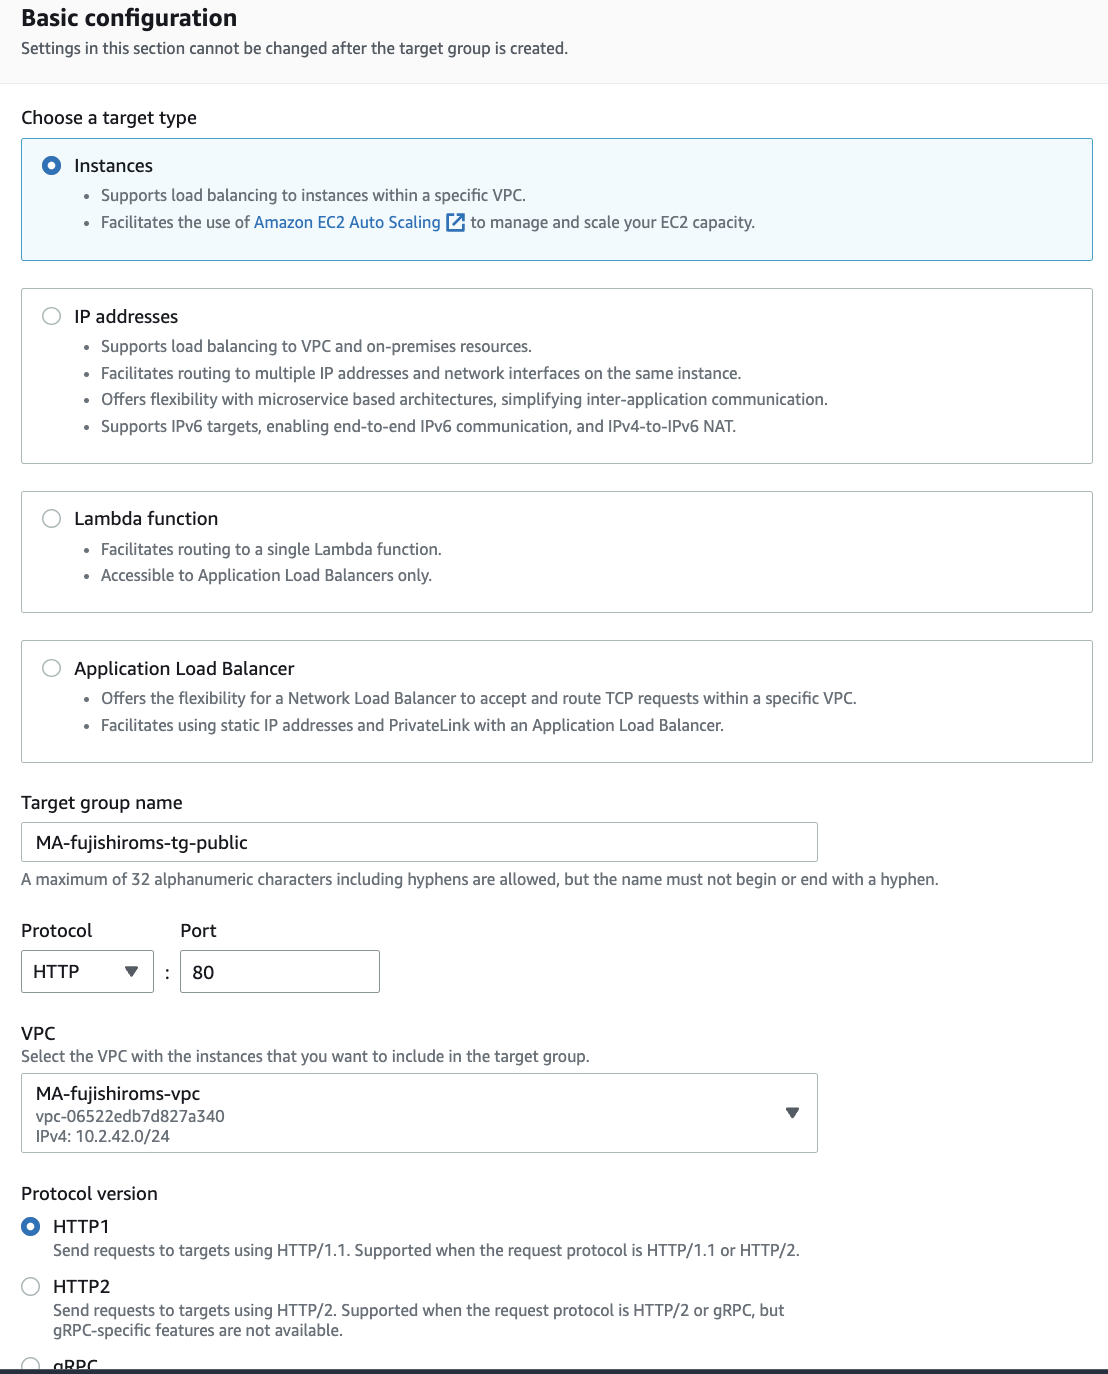 Basic configuration
Settings in this section cannot be changed after the target group is created.
Choose a target type
Instances
• Supports load balancing to instances within a specific VPC.
• Facilitates the use of Amazon EC2 Auto Scaling to manage and scale your EC2 capacity.
IP addresses
• Supports load balancing to VPC and on-premises resources.
• Facilitates routing to multiple IP addresses and network interfaces on the same instance.
• Offers flexibility with microservice based architectures, simplifying inter-application communication.
• Supports IPv6 targets, enabling end-to-end IPv6 communication, and IPv4-to-IPv6 NAT.
Lambda function
• Facilitates routing to a single Lambda function.
• Accessible to Application Load Balancers only.
Application Load Balancer
• Offers the flexibility for a Network Load Balancer to accept and route TCP requests within a specific VPC.
• Facilitates using static IP addresses and PrivateLink with an Application Load Balancer.
Target group name
MA-fujishiroms-tg-public
A maximum of 32 alphanumeric characters including hyphens are allowed, but the name must not begin or end with a hyphen.
Protocol Port
HTTP : 80
VPC
Select the VPC with the instances that you want to include in the target group.
MA-fujishiroms-vpc
vpc-06522edb7d827a340
IPv4: 10.2.42.0/24
Protocol version
HTTP1
Send requests to targets using HTTP/1.1. Supported when the request protocol is HTTP/1.1 or HTTP/2.
HTTP2
Send requests to targets using HTTP/2. Supported when the request protocol is HTTP/2 or gRPC, but
gRPC-specific features are not available.
gRPC